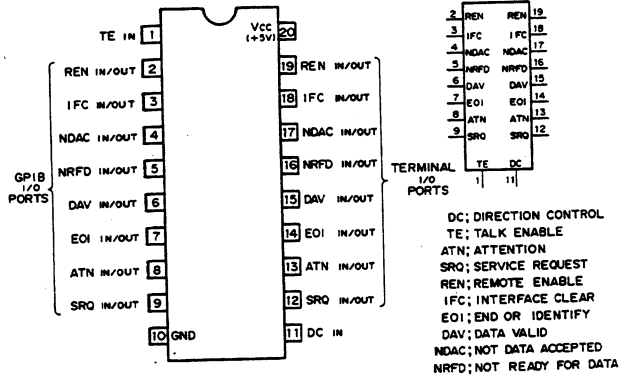 TE IN 1
VCC (+5V) 20
GPIB I/O PORTS
REN IN/OUT 2
IFC IN/OUT 3
NDAC IN/OUT 4
NRFD IN/OUT 5
DAV IN/OUT 6
EOI IN/OUT 7
ATN IN/OUT 8
SRQ IN/OUT 9
10 GND
19 REN IN/OUT
18 IFC IN/OUT
17 NDAC IN/OUT
16 NRFD IN/OUT
15 DAV IN/OUT
14 EOI IN/OUT
13 ATN IN/OUT
12 SRQ IN/OUT
11 DC IN
TERMINAL I/O PORTS
2 REN REN 19
3 IFC IFC 18
4 NDAC NDAC 17
5 NRFD NRFD 16
6 DAV DAV 15
7 EOI EOI 14
8 ATN ATN 13
9 SRQ SRQ 12
TE DC
1 11
DC; DIRECTION CONTROL
TE; TALK ENABLE
ATN; ATTENTION
SRQ; SERVICE REQUEST
REN; REMOTE ENABLE
IFC; INTERFACE CLEAR
EOI; END OR IDENTIFY
DAV; DATA VALID
NDAC; NOT DATA ACCEPTED
NRFD; NOT READY FOR DATA